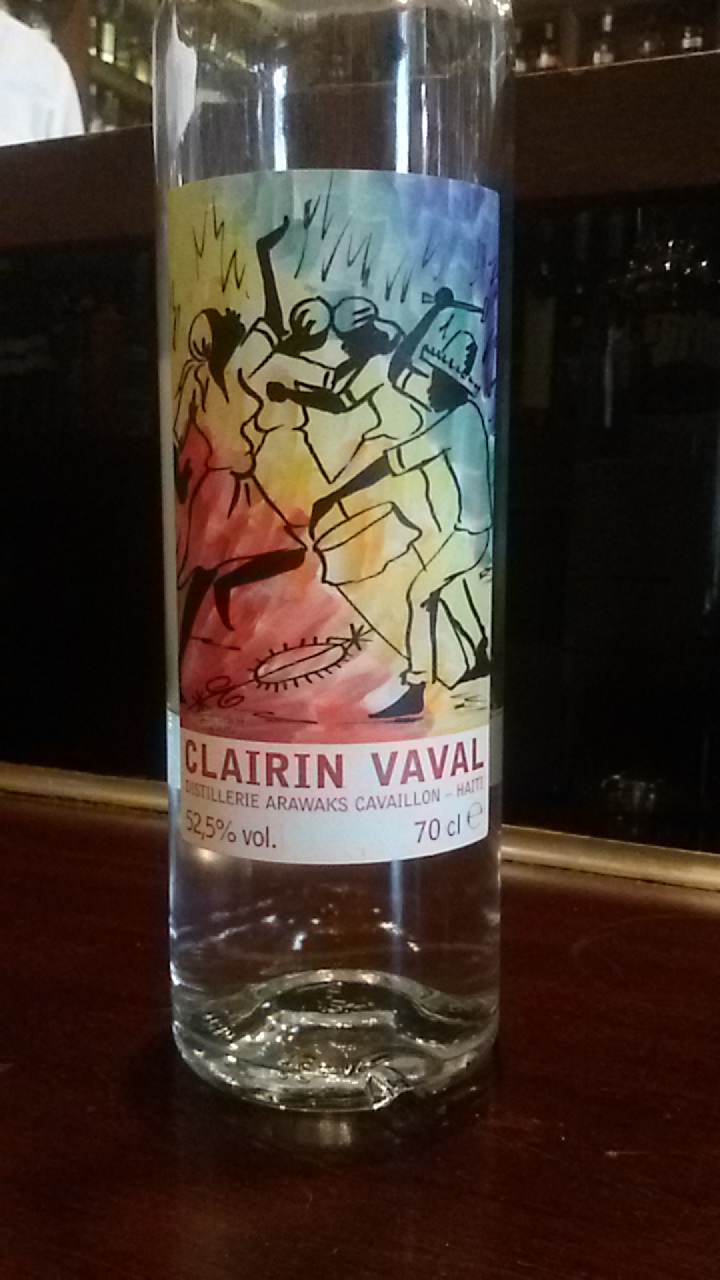 CLAIRIN VAVAL
DISTILLERIE ARAWAKS CAVAILLON - HAITI
52,5% vol. 70 cl e